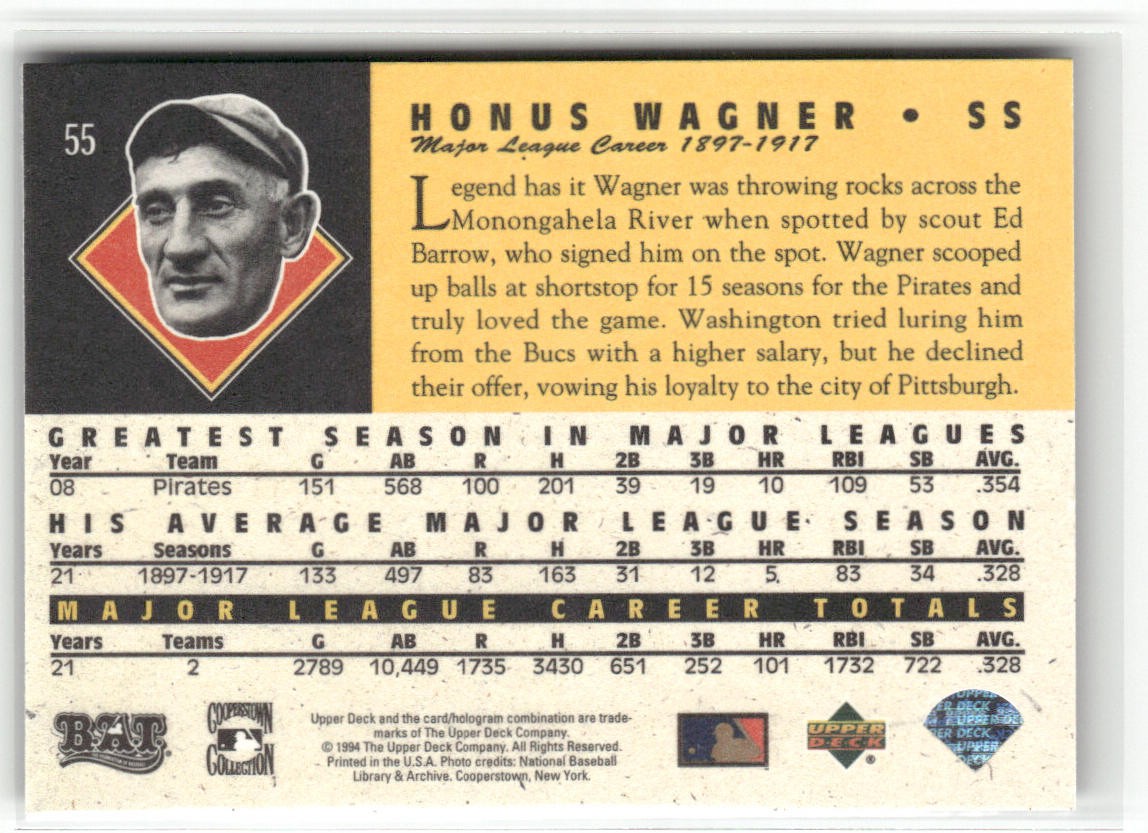 55
HONUS WAGNER • SS
Major League Career 1897-1917
Legend has it Wagner was throwing rocks across the
Monongahela River when spotted by scout Ed
Barrow, who signed him on the spot. Wagner scooped
up balls at shortstop for 15 seasons for the Pirates and
truly loved the game. Washington tried luring him
from the Bucs with a higher salary, but he declined
their offer, vowing his loyalty to the city of Pittsburgh.
GREATEST SEASON IN MAJOR LEAGUES
Year Team G AB R H 2B 3B HR RBI SB AVG.
08 Pirates 151 568 100 201 39 19 10 109 53 .354
HIS AVERAGE MAJOR LEAGUE SEASON
Years Seasons G AB R H 2B 3B HR RBI SB AVG.
21 1897-1917 133 497 83 163 31 12 5 83 34 .328
MAJOR LEAGUE CAREER TOTALS
Years Teams G AB R H 2B 3B HR RBI SB AVG.
21 2 2789 10,449 1735 3430 651 252 101 1732 722 .328
B.A.T.
COOPERSTOWN
COLLECTION
Upper Deck and the card/hologram combination are trade-
marks of The Upper Deck Company.
© 1994 The Upper Deck Company. All Rights Reserved.
Printed in the U.S.A. Photo credits: National Baseball
Library & Archive. Cooperstown, New York.
UPPER
DECK
®
UPPER
ER DECK
UPPER DE
ER DECK
UPPER
DECK